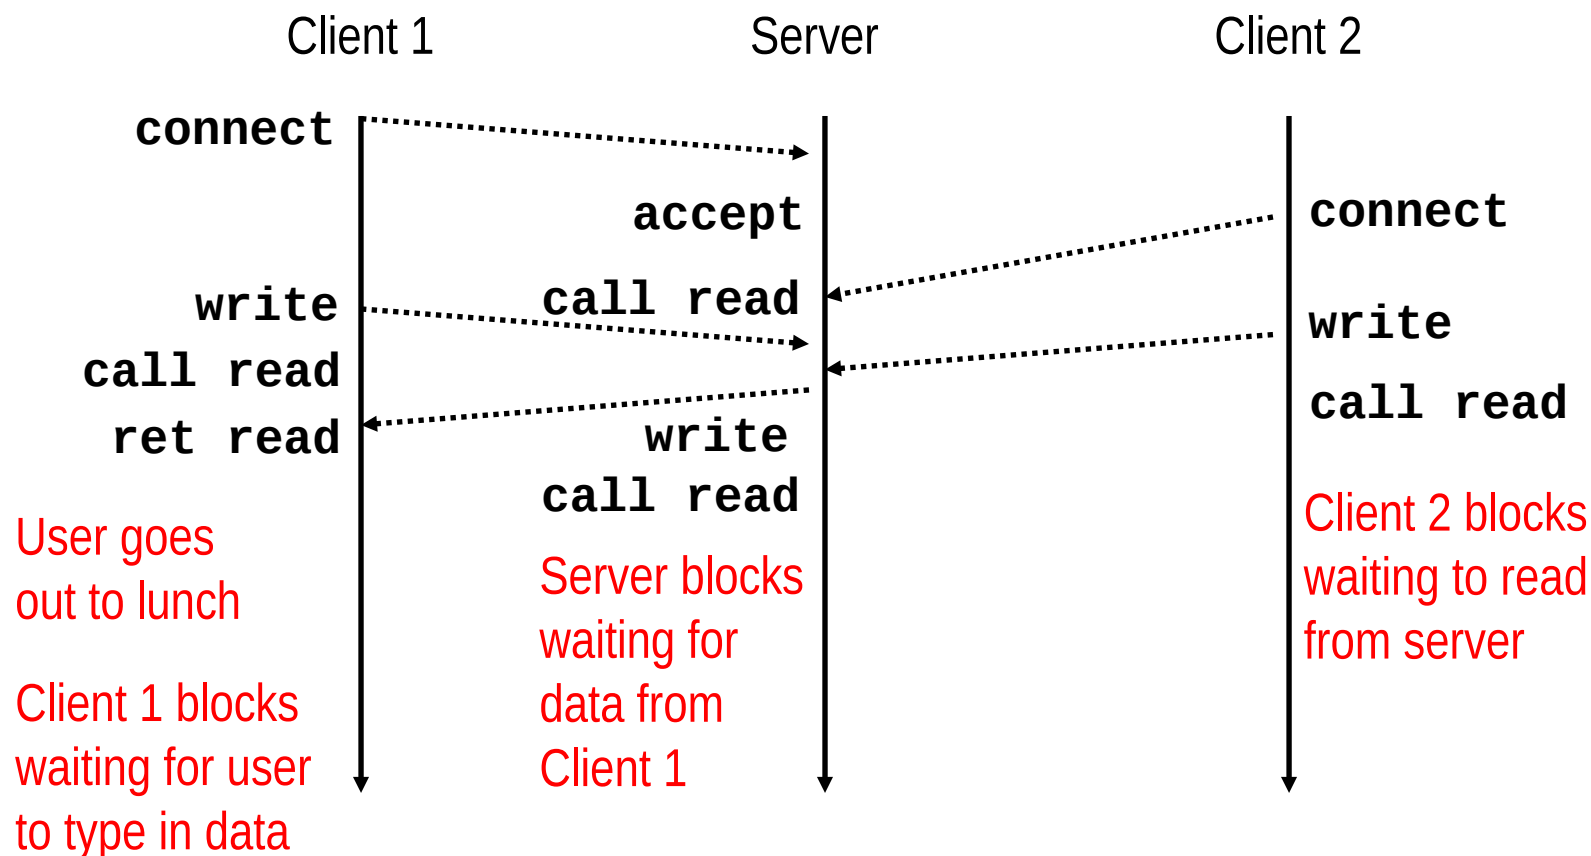 Client 1
Server
Client 2
connect
accept
connect
call read
write
write
call read
call read
ret read
write
call read
User goes
out to lunch
Client 1 blocks
waiting for user
to type in data
Server blocks
waiting for
data from
Client 1
Client 2 blocks
waiting to read
from server